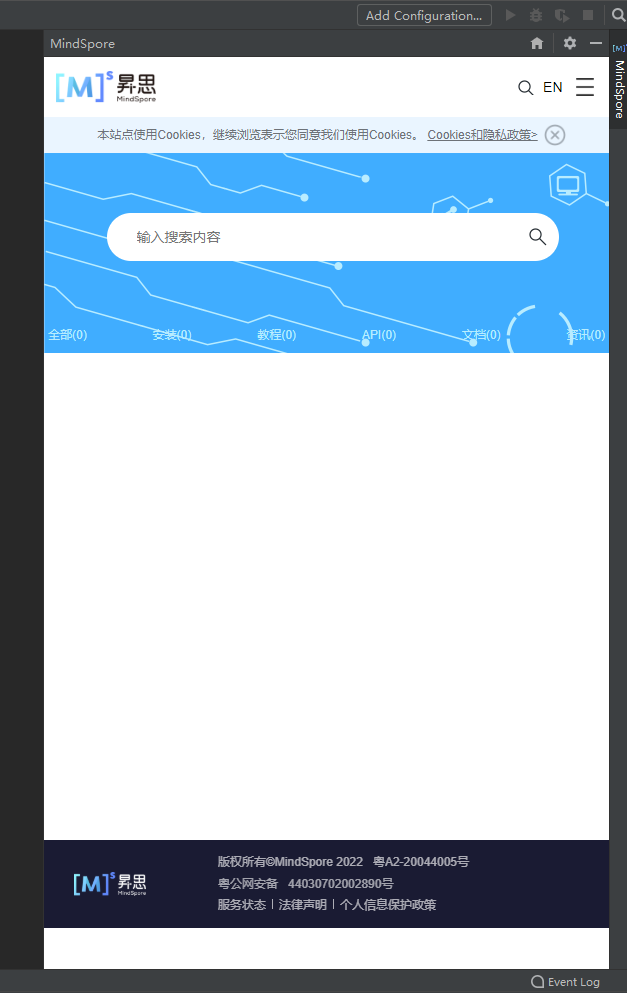 Add Configuration...
MindSpore
MindSpore
[M]s 昇思
MindSpore
EN
本站点使用Cookies，继续浏览表示您同意我们使用Cookies。 Cookies和隐私政策>
输入搜索内容
全部(0) 安装(0) 教程(0) API(0) 文档(0) 资讯(0)
[M]s 昇思
MindSpore
版权所有©MindSpore 2022 粤A2-20044005号
粤公网安备 44030702002890号
服务状态 | 法律声明 | 个人信息保护政策
Event Log